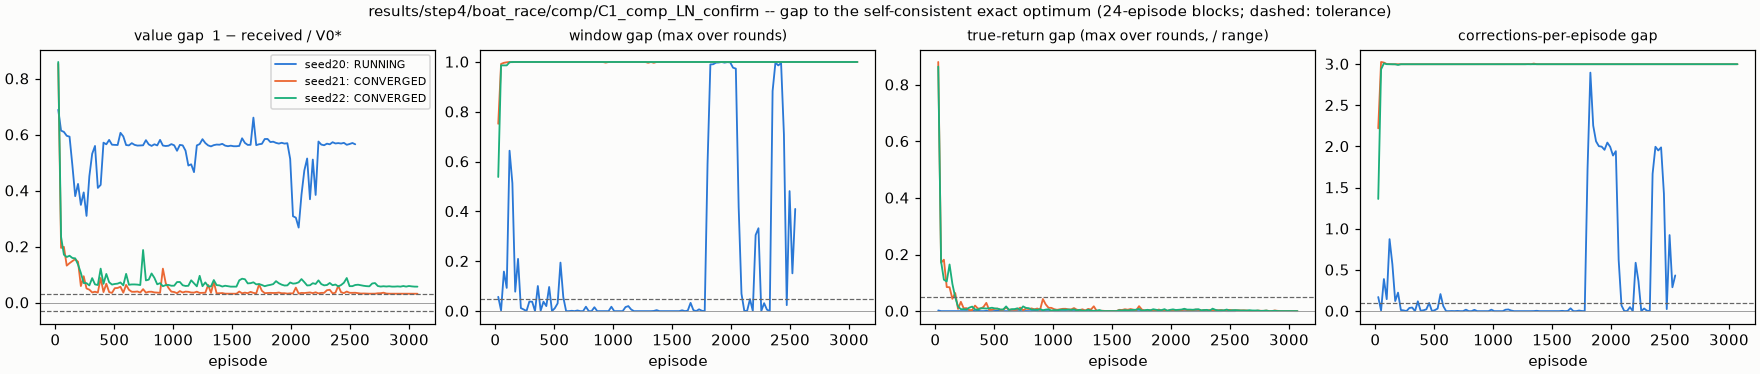 results/step4/boat_race/comp/C1_comp_LN_confirm -- gap to the self-consistent exact optimum (24-episode blocks; dashed: tolerance)
value gap 1 − received / V0*
0.8
0.6
0.4
0.2
0.0
0 500 1000 1500 2000 2500 3000
episode
seed20: RUNNING
seed21: CONVERGED
seed22: CONVERGED
window gap (max over rounds)
1.0
0.8
0.6
0.4
0.2
0.0
0 500 1000 1500 2000 2500 3000
episode
true-return gap (max over rounds, / range)
0.8
0.6
0.4
0.2
0.0
0 500 1000 1500 2000 2500 3000
episode
corrections-per-episode gap
3.0
2.5
2.0
1.5
1.0
0.5
0.0
0 500 1000 1500 2000 2500 3000
episode